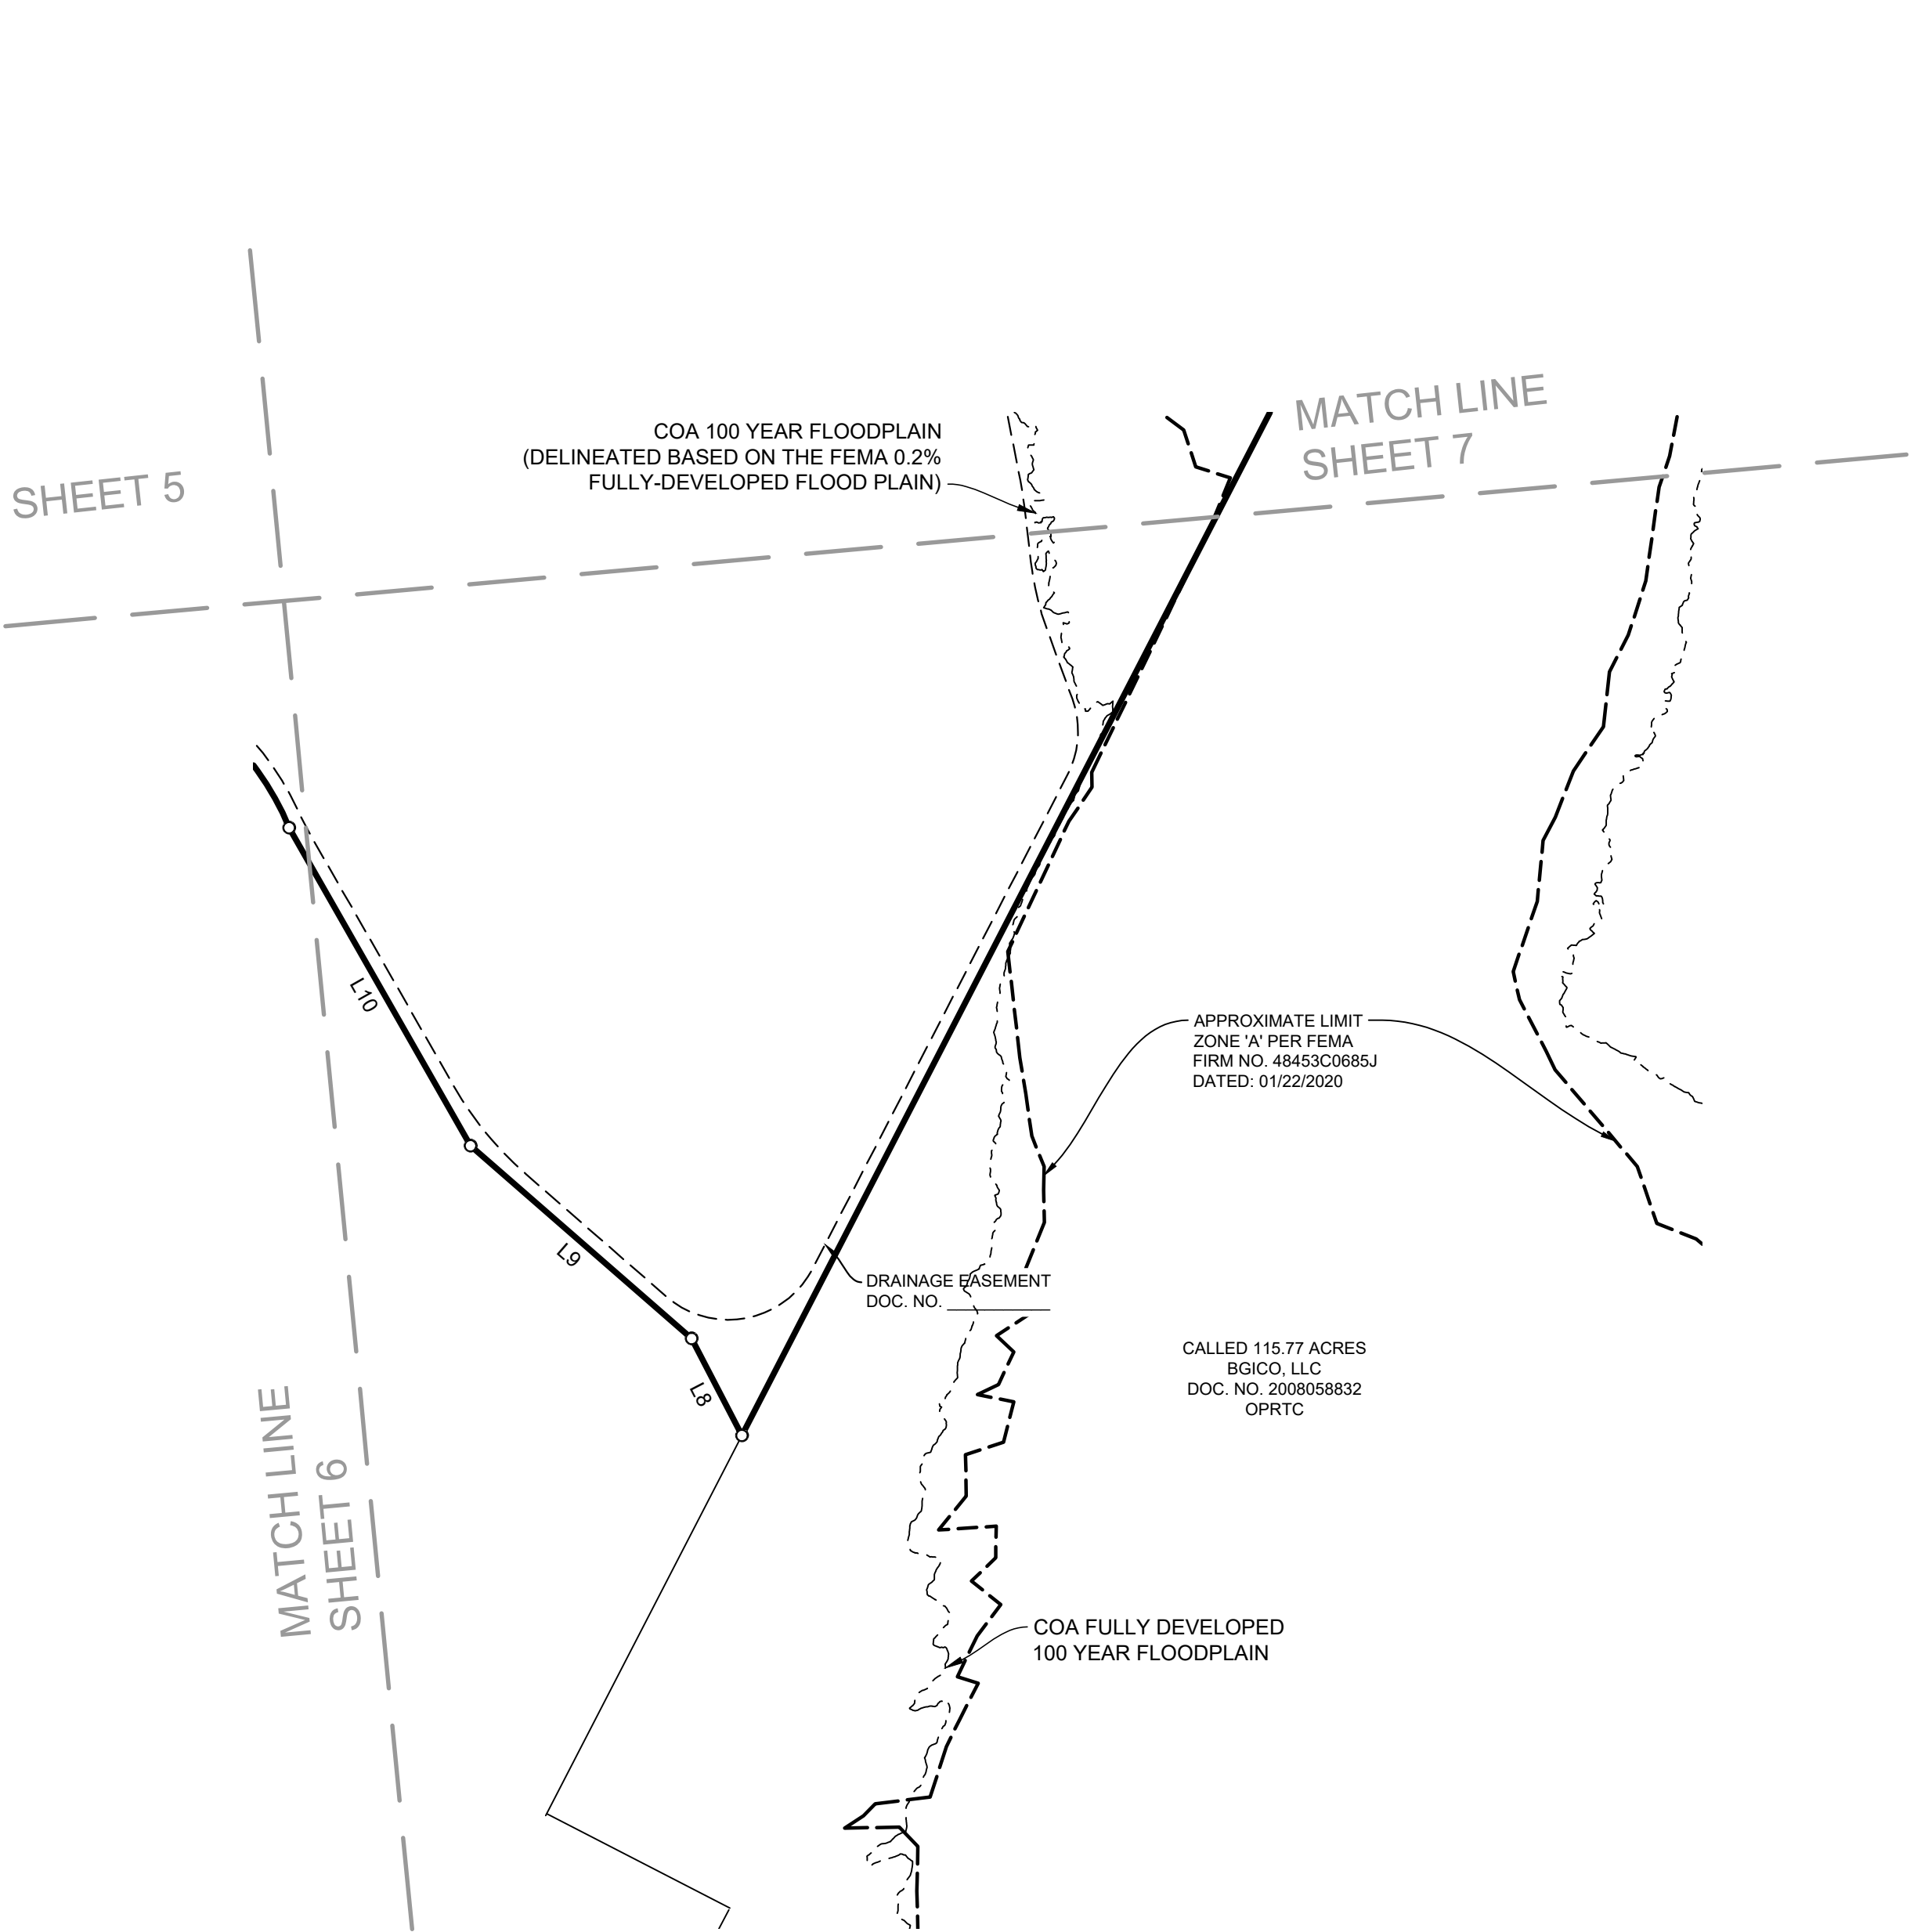 MATCH LINE
SHEET 7
COA 100 YEAR FLOODPLAIN
(DELINEATED BASED ON THE FEMA 0.2%
FULLY-DEVELOPED FLOOD PLAIN)
SHEET 5
L10
APPROXIMATE LIMIT
ZONE 'A' PER FEMA
FIRM NO. 48453C0685J
DATED: 01/22/2020
L9
DRAINAGE EASEMENT
DOC. NO. ____________
CALLED 115.77 ACRES
BGICO, LLC
DOC. NO. 2008058832
OPRTC
L8
MATCH LINE
SHEET 6
COA FULLY DEVELOPED
100 YEAR FLOODPLAIN